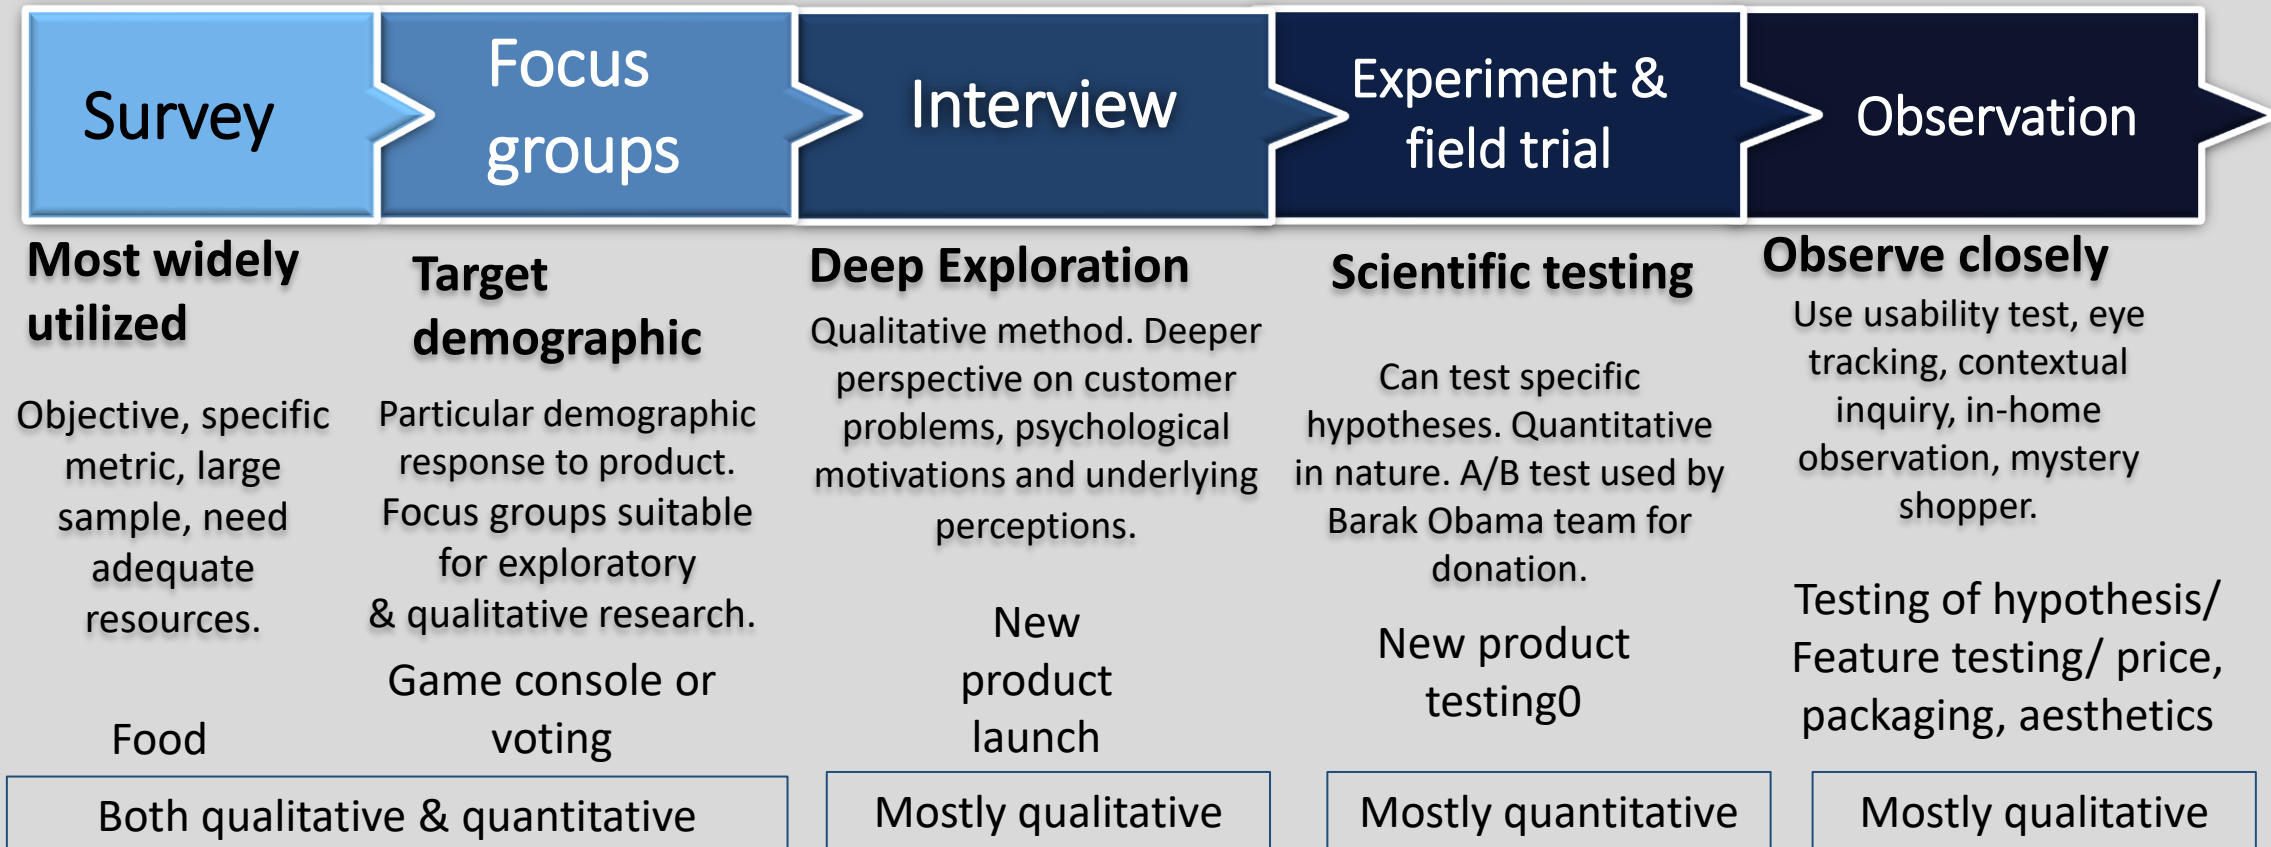 Survey
Focus
groups
Interview
Experiment &
field trial
Observation
Most widely
utilized
Objective, specific
metric, large
sample, need
adequate
resources.
Food
Target
demographic
Particular demographic
response to product.
Focus groups suitable
for exploratory
& qualitative research.
Game console or
voting
Both qualitative & quantitative
Deep Exploration
Qualitative method. Deeper
perspective on customer
problems, psychological
motivations and underlying
perceptions.
New
product
launch
Mostly qualitative
Scientific testing
Can test specific
hypotheses. Quantitative
in nature. A/B test used by
Barak Obama team for
donation.
New product
testing0
Mostly quantitative
Observe closely
Use usability test, eye
tracking, contextual
inquiry, in-home
observation, mystery
shopper.
Testing of hypothesis/
Feature testing/ price,
packaging, aesthetics
Mostly qualitative